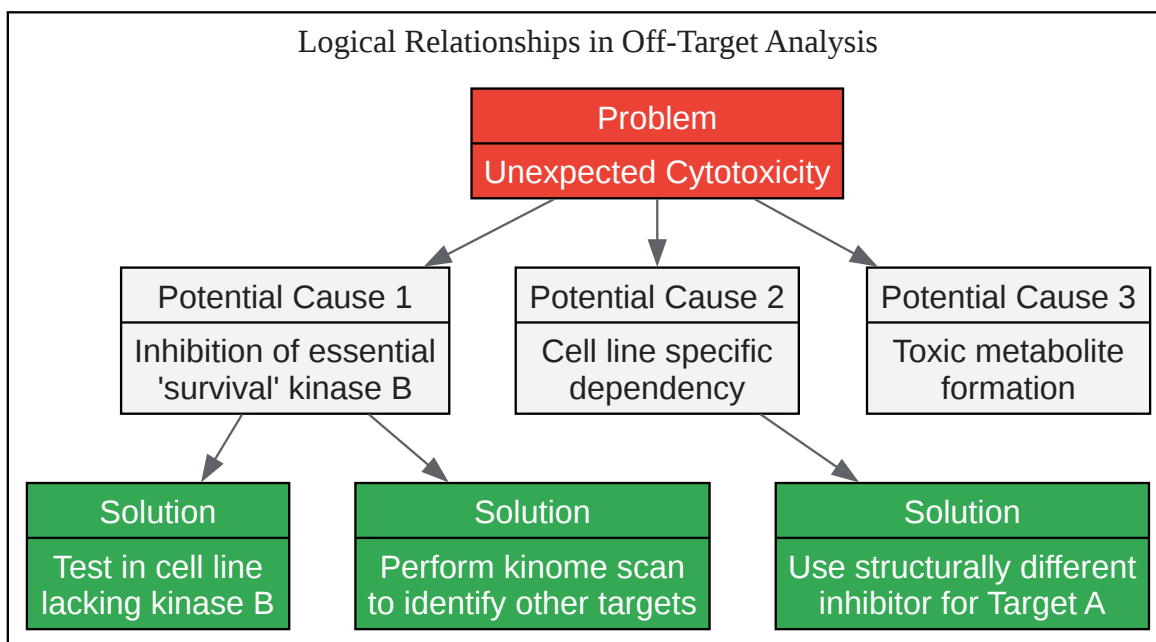 Logical Relationships in Off-Target Analysis
Problem
Unexpected Cytotoxicity
Potential Cause 1
Inhibition of essential
'survival' kinase B
Potential Cause 2
Cell line specific
dependency
Potential Cause 3
Toxic metabolite
formation
Solution
Test in cell line
lacking kinase B
Solution
Perform kinome scan
to identify other targets
Solution
Use structurally different
inhibitor for Target A